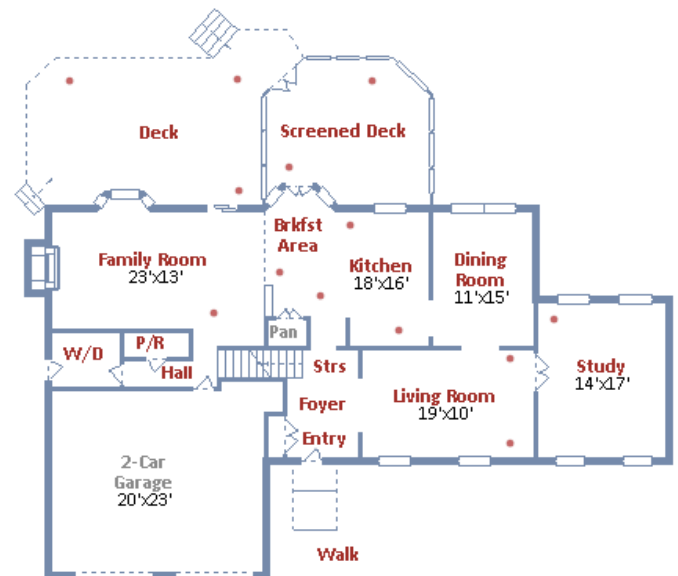 Deck
Screened Deck
Brkfst
Area
Family Room
23'x13'
Kitchen
18'x16'
Dining
Room
11'x15'
Pan
P/R
W/D
Hall
Strs
Study
14'x17'
Living Room
19'x10'
Foyer
Entry
2-Car
Garage
20'x23'
Walk